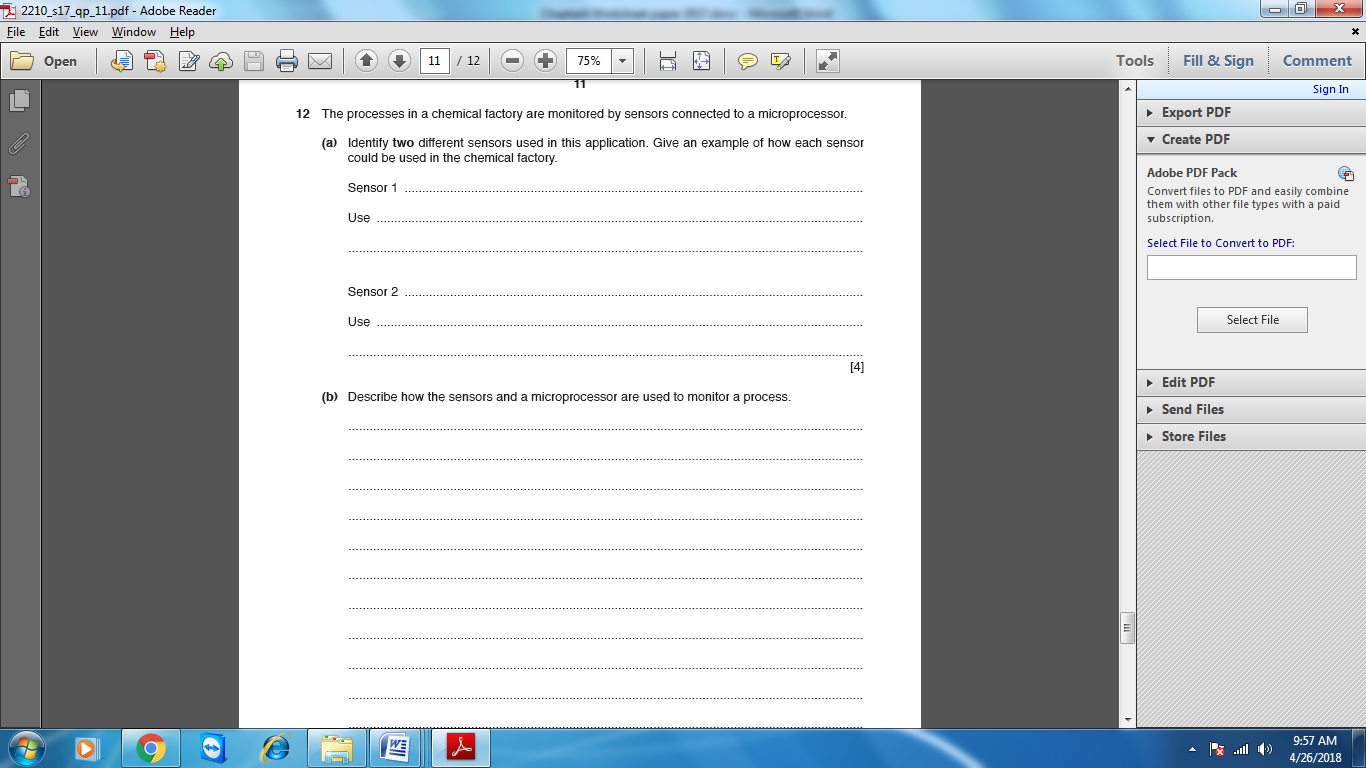 2210_s17_qp_11.pdf - Adobe Reader
File Edit View Window Help
Open 11 / 12 75% Tools Fill & Sign Comment
Sign In
11
12 The processes in a chemical factory are monitored by sensors connected to a microprocessor.
(a) Identify two different sensors used in this application. Give an example of how each sensor
could be used in the chemical factory.
Sensor 1
Use
Sensor 2
Use
[4]
(b) Describe how the sensors and a microprocessor are used to monitor a process.
Export PDF
Create PDF
Adobe PDF Pack
Convert files to PDF and easily combine
them with other file types with a paid
subscription.
Select File to Convert to PDF:
Select File
Edit PDF
Send Files
Store Files
9:57 AM
4/26/2018